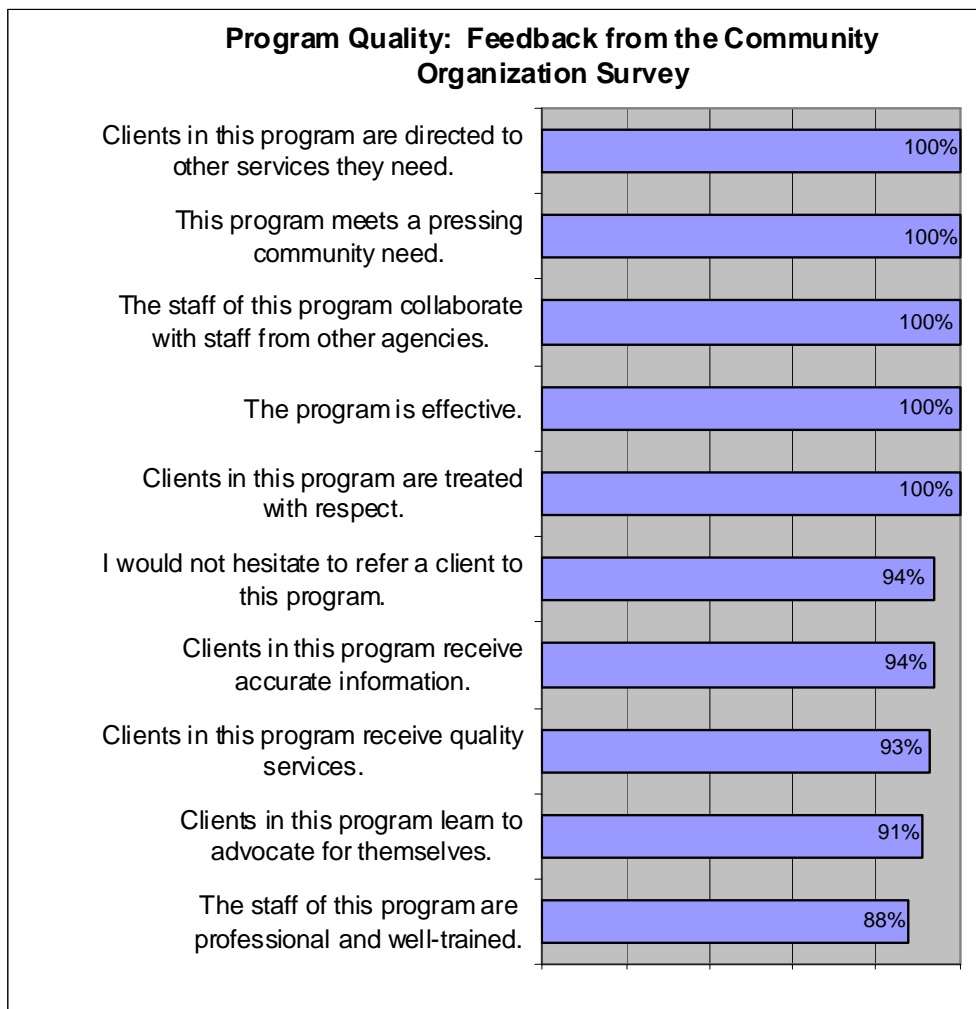 Program Quality: Feedback from the Community
Organization Survey
Clients in this program are directed to
other services they need.
100%
This program meets a pressing
community need.
100%
The staff of this program collaborate
with staff from other agencies.
100%
The program is effective.
100%
Clients in this program are treated
with respect.
100%
I would not hesitate to refer a client to
this program.
94%
Clients in this program receive
accurate information.
94%
Clients in this program receive quality
services.
93%
Clients in this program learn to
advocate for themselves.
91%
The staff of this program are
professional and well-trained.
88%